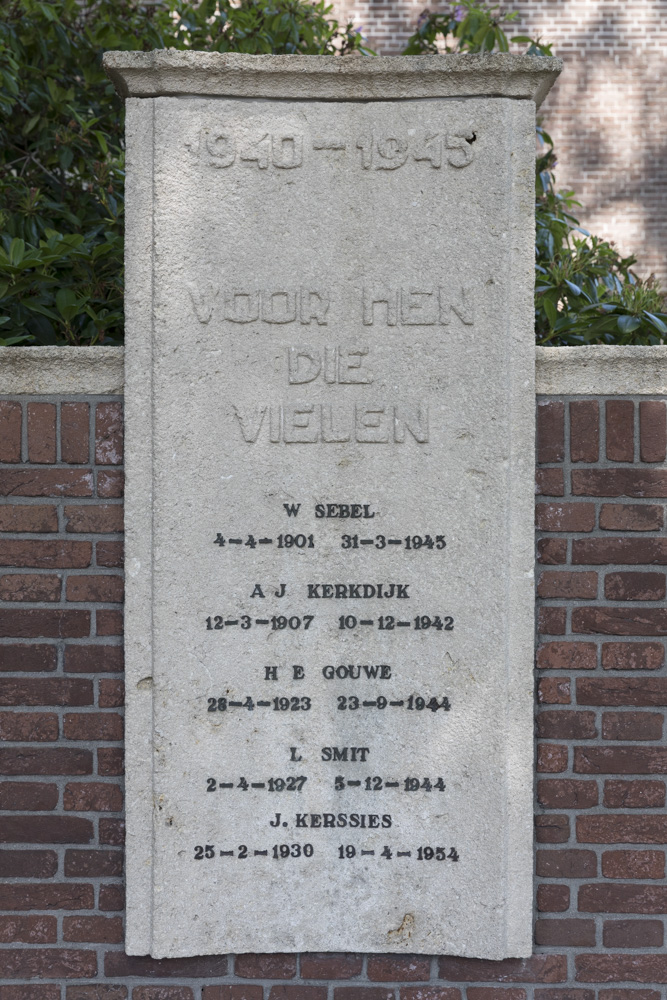 1940 - 1945
VOOR HEN
DIE
VIELEN
W SEBEL
4-4-1901 31-3-1945
A J KERKDIJK
12-3-1907 10-12-1942
H E GOUWE
28-4-1923 23-9-1944
L SMIT
2-4-1927 5-12-1944
J. KERSSIES
25-2-1930 19-4-1954